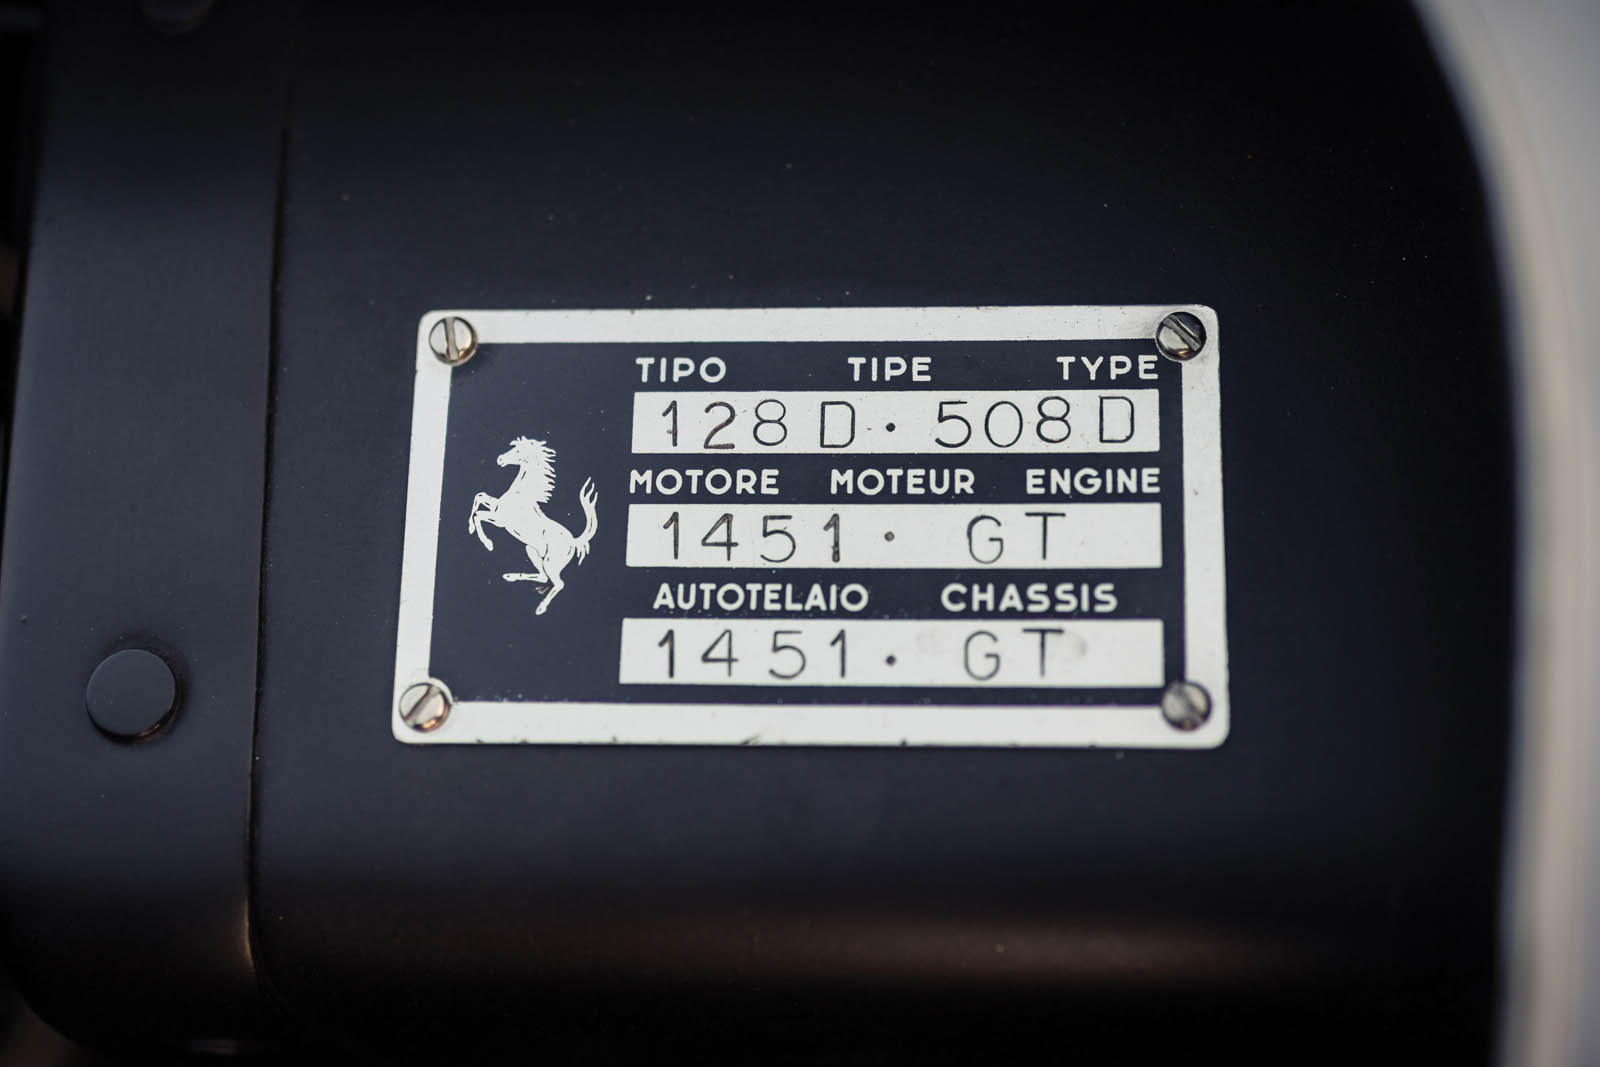 TIPO TIPE TYPE
128 D · 508 D
MOTORE MOTEUR ENGINE
1451 · GT
AUTOTELAIO CHASSIS
1451 · GT